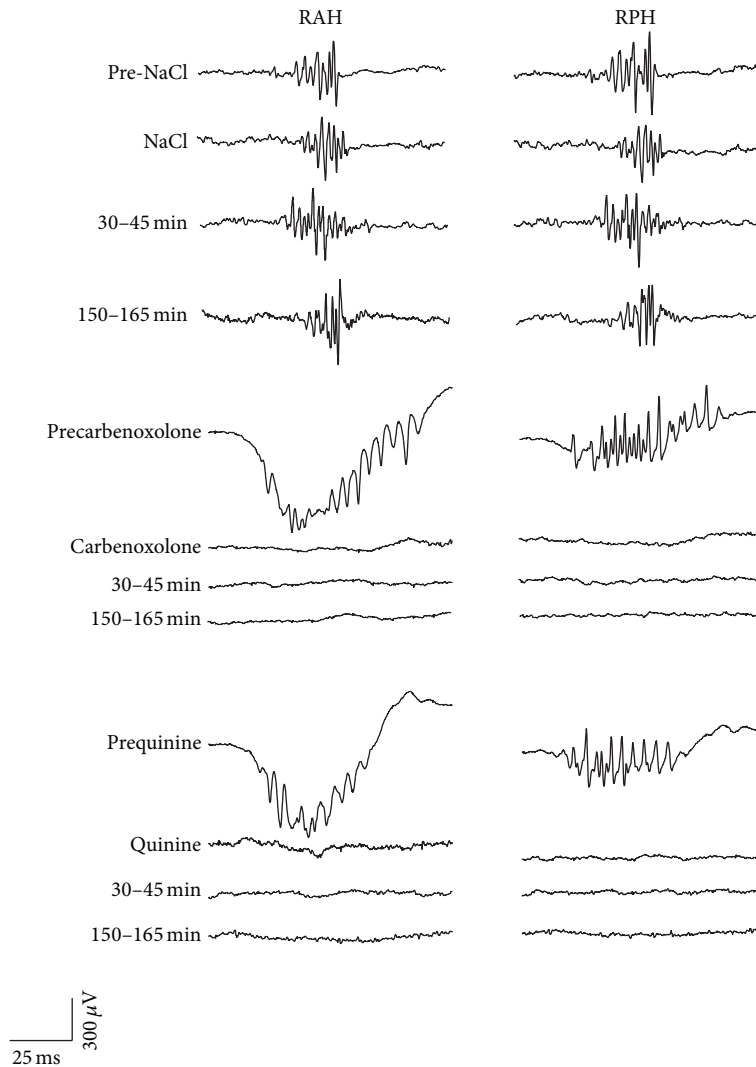 RAH RPH
Pre-NaCl
NaCl
30–45 min
150–165 min
Precarbenoxolone
Carbenoxolone
30–45 min
150–165 min
Prequinine
Quinine
30–45 min
150–165 min
300 μV
25 ms